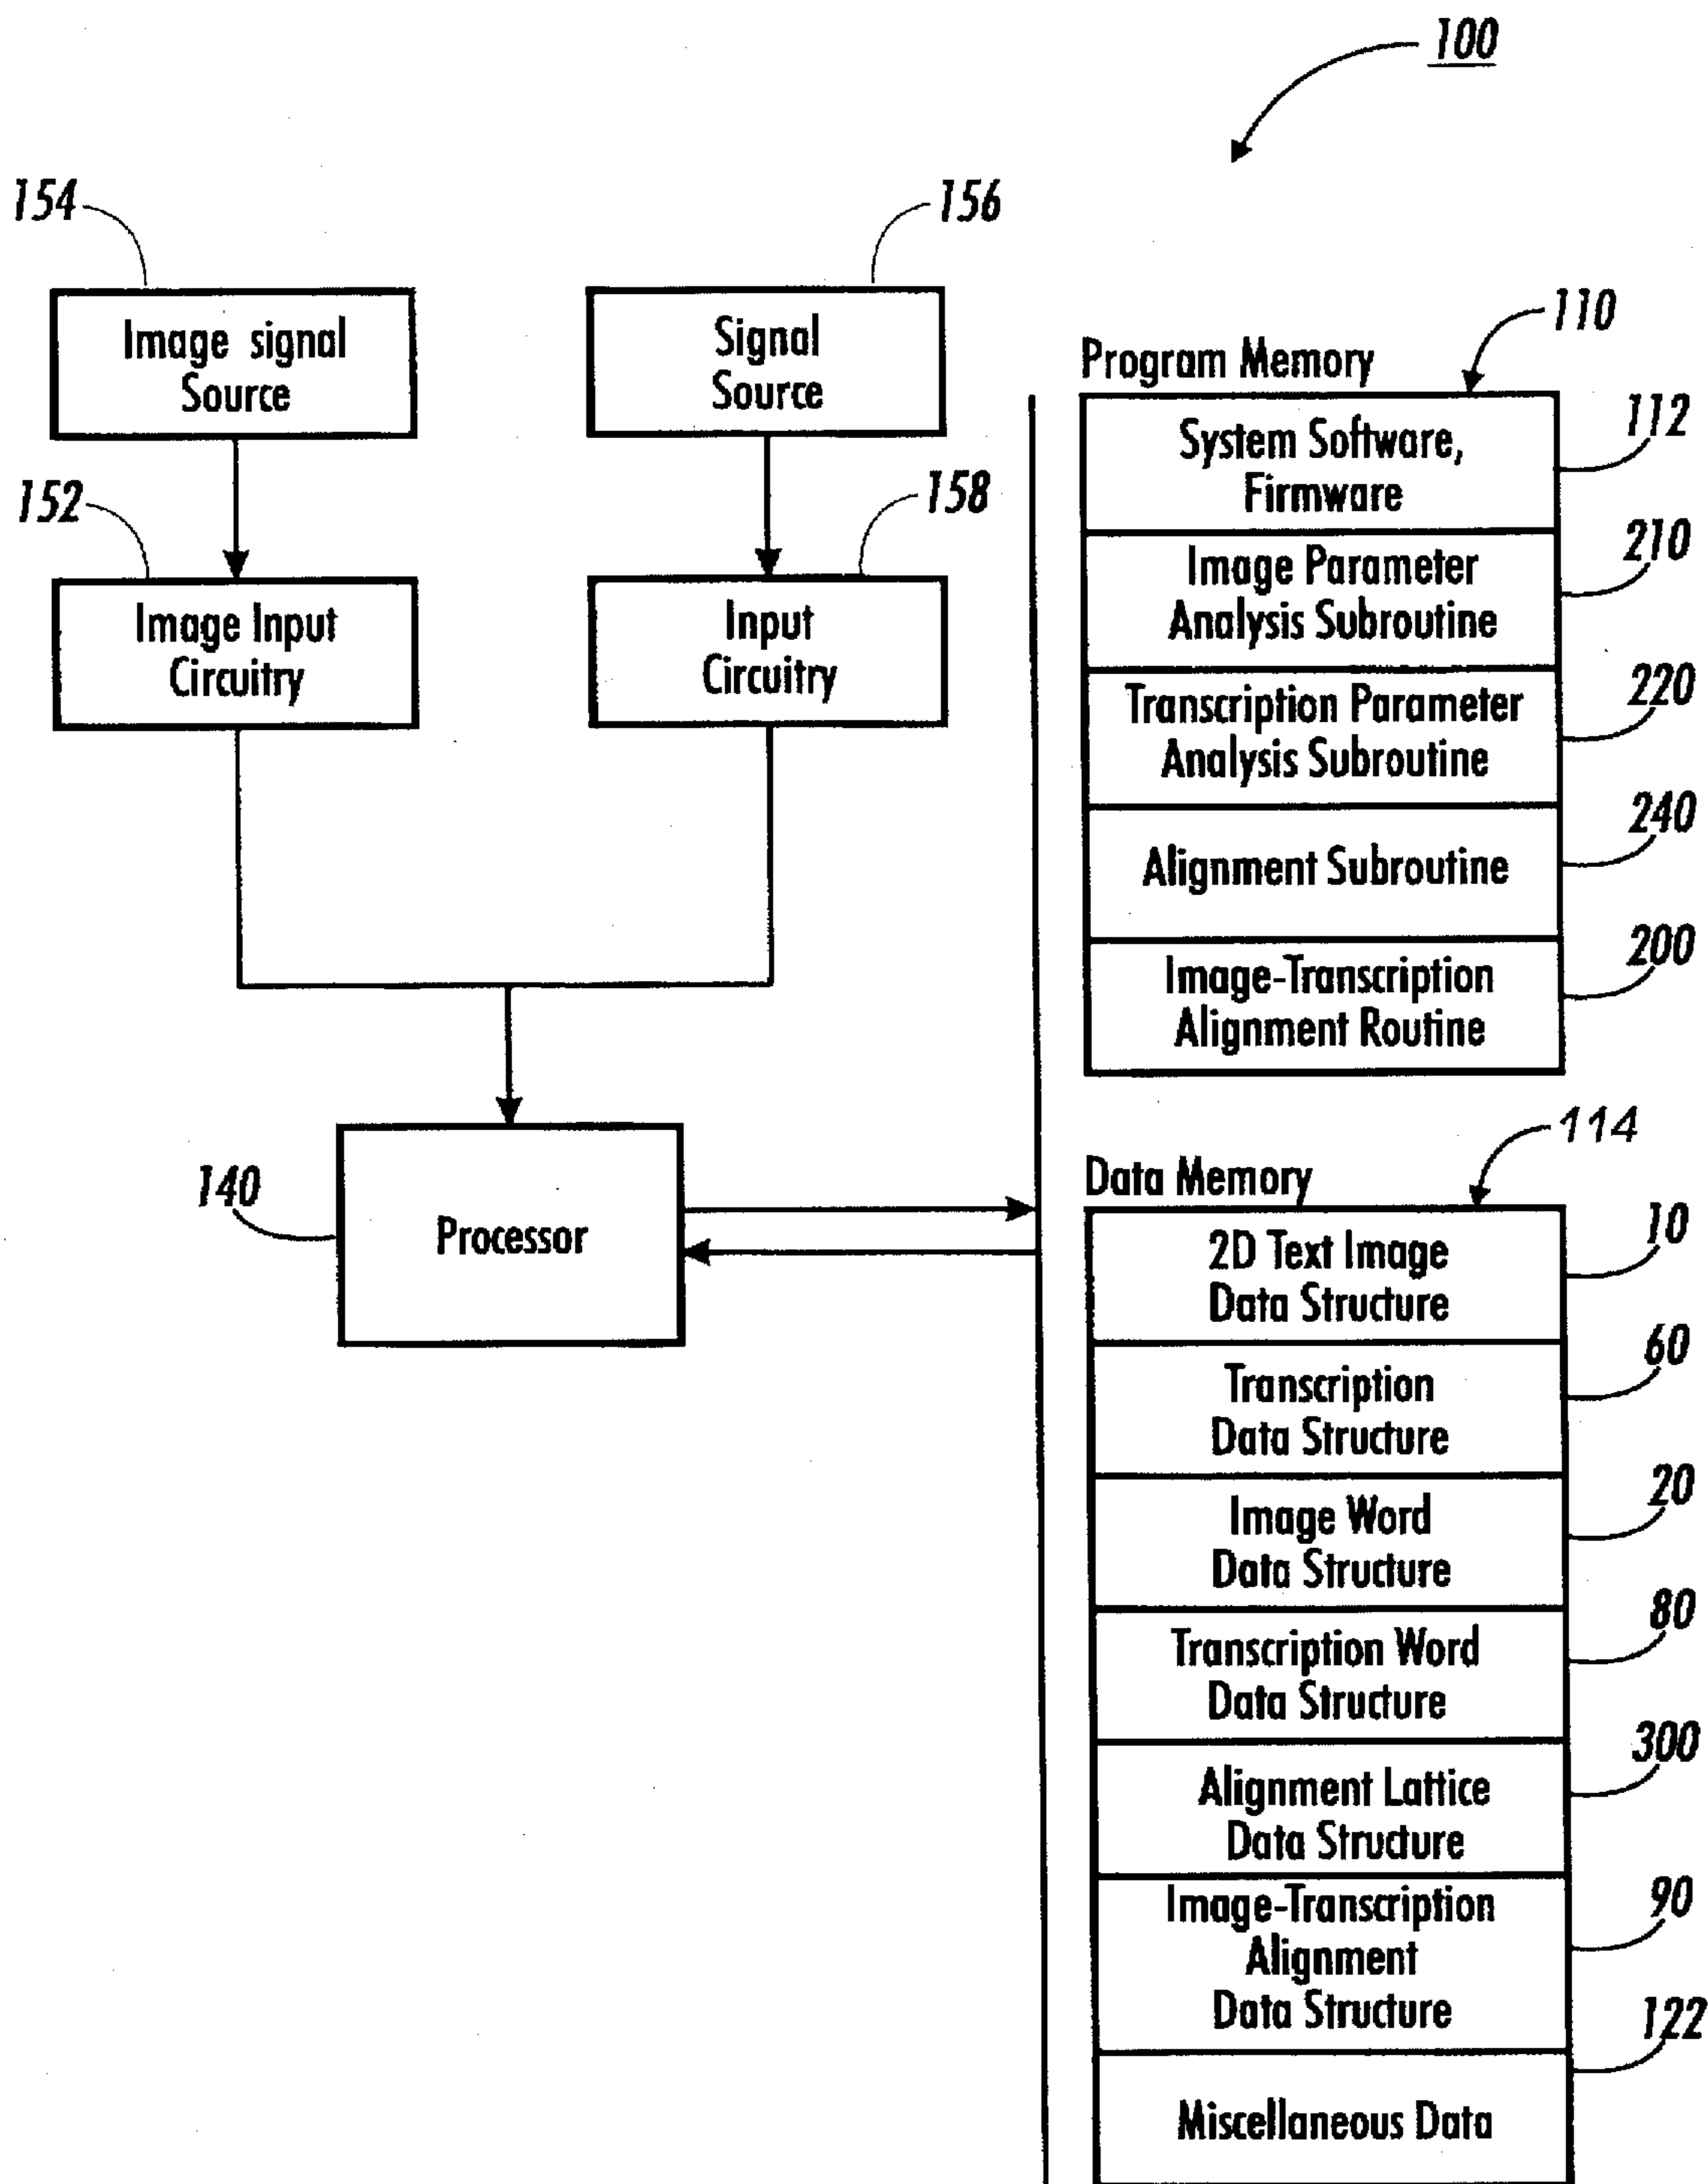 100
154
156
Image signal
Source
Signal
Source
152
158
Image Input
Circuitry
Input
Circuitry
140
Processor
110
Program Memory
112
System Software,
Firmware
210
Image Parameter
Analysis Subroutine
220
Transcription Parameter
Analysis Subroutine
240
Alignment Subroutine
200
Image-Transcription
Alignment Routine
114
Data Memory
10
2D Text Image
Data Structure
60
Transcription
Data Structure
20
Image Word
Data Structure
80
Transcription Word
Data Structure
300
Alignment Lattice
Data Structure
90
Image-Transcription
Alignment
Data Structure
122
Miscellaneous Data